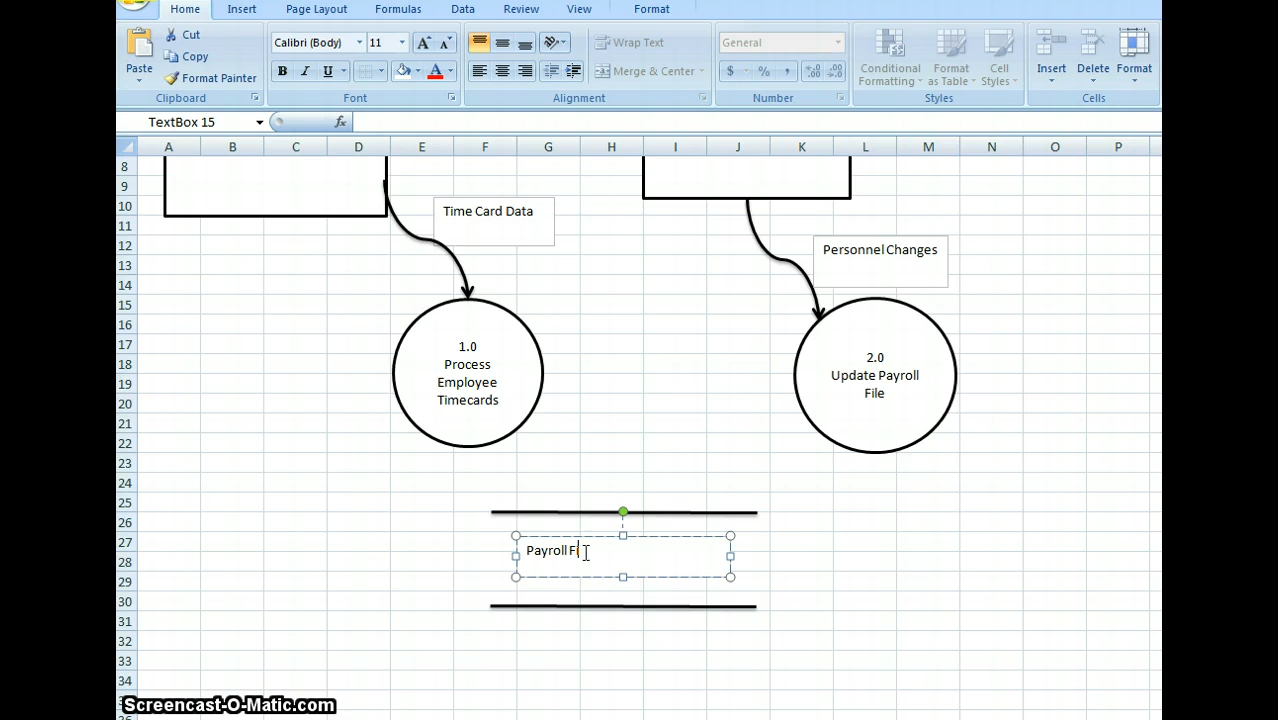 Home Insert Page Layout Formulas Data Review View Format
Cut
Copy
Format Painter
Paste
Clipboard
Calibri (Body) 11 A A
B I U A
Font
Wrap Text
Merge & Center
Alignment
General
$ % , .0 .00 .00 .0
Number
Conditional Formatting
Format as Table
Cell Styles
Styles
Insert Delete Format
Cells
TextBox 15 fx
A B C D E F G H I J K L M N O P
8
9
10
11
12
13
14
15
16
17
18
19
20
21
22
23
24
25
26
27
28
29
30
31
32
33
34
Time Card Data
Personnel Changes
1.0
Process
Employee
Timecards
2.0
Update Payroll
File
Payroll Fi
Screencast-O-Matic.com